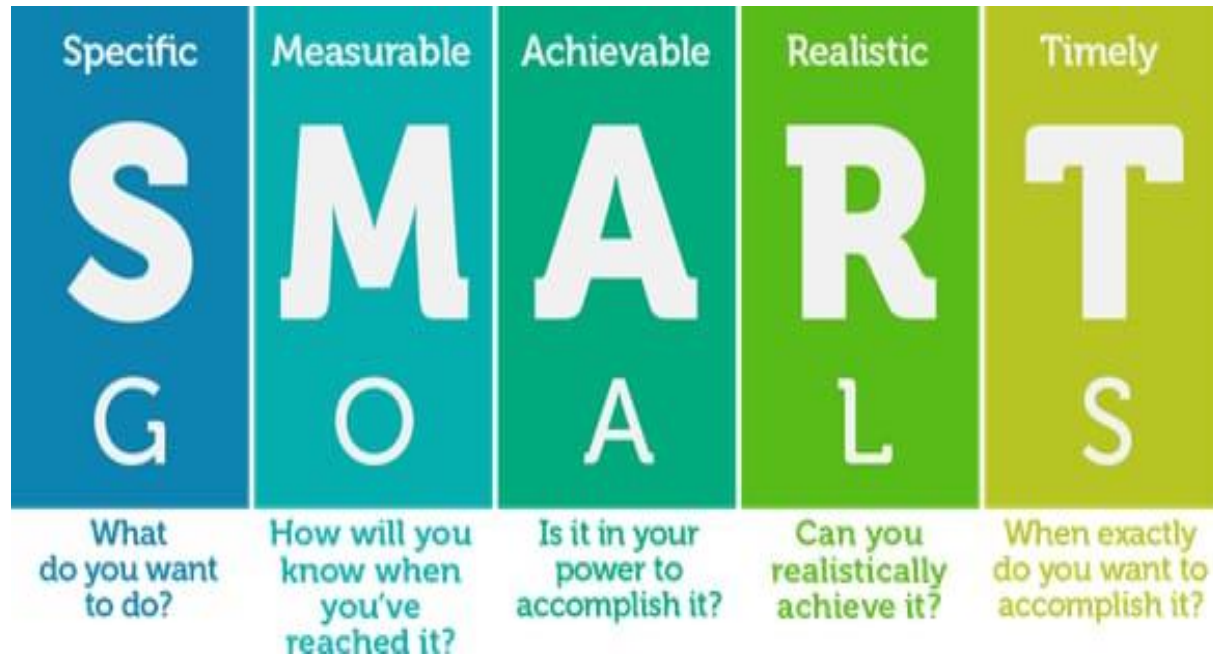 Specific
Measurable
Achievable
Realistic
Timely
S
M
A
R
T
G
O
A
L
S
What
do you want
to do?
How will you
know when
you've
reached it?
Is it in your
power to
accomplish it?
Can you
realistically
achieve it?
When exactly
do you want to
accomplish it?